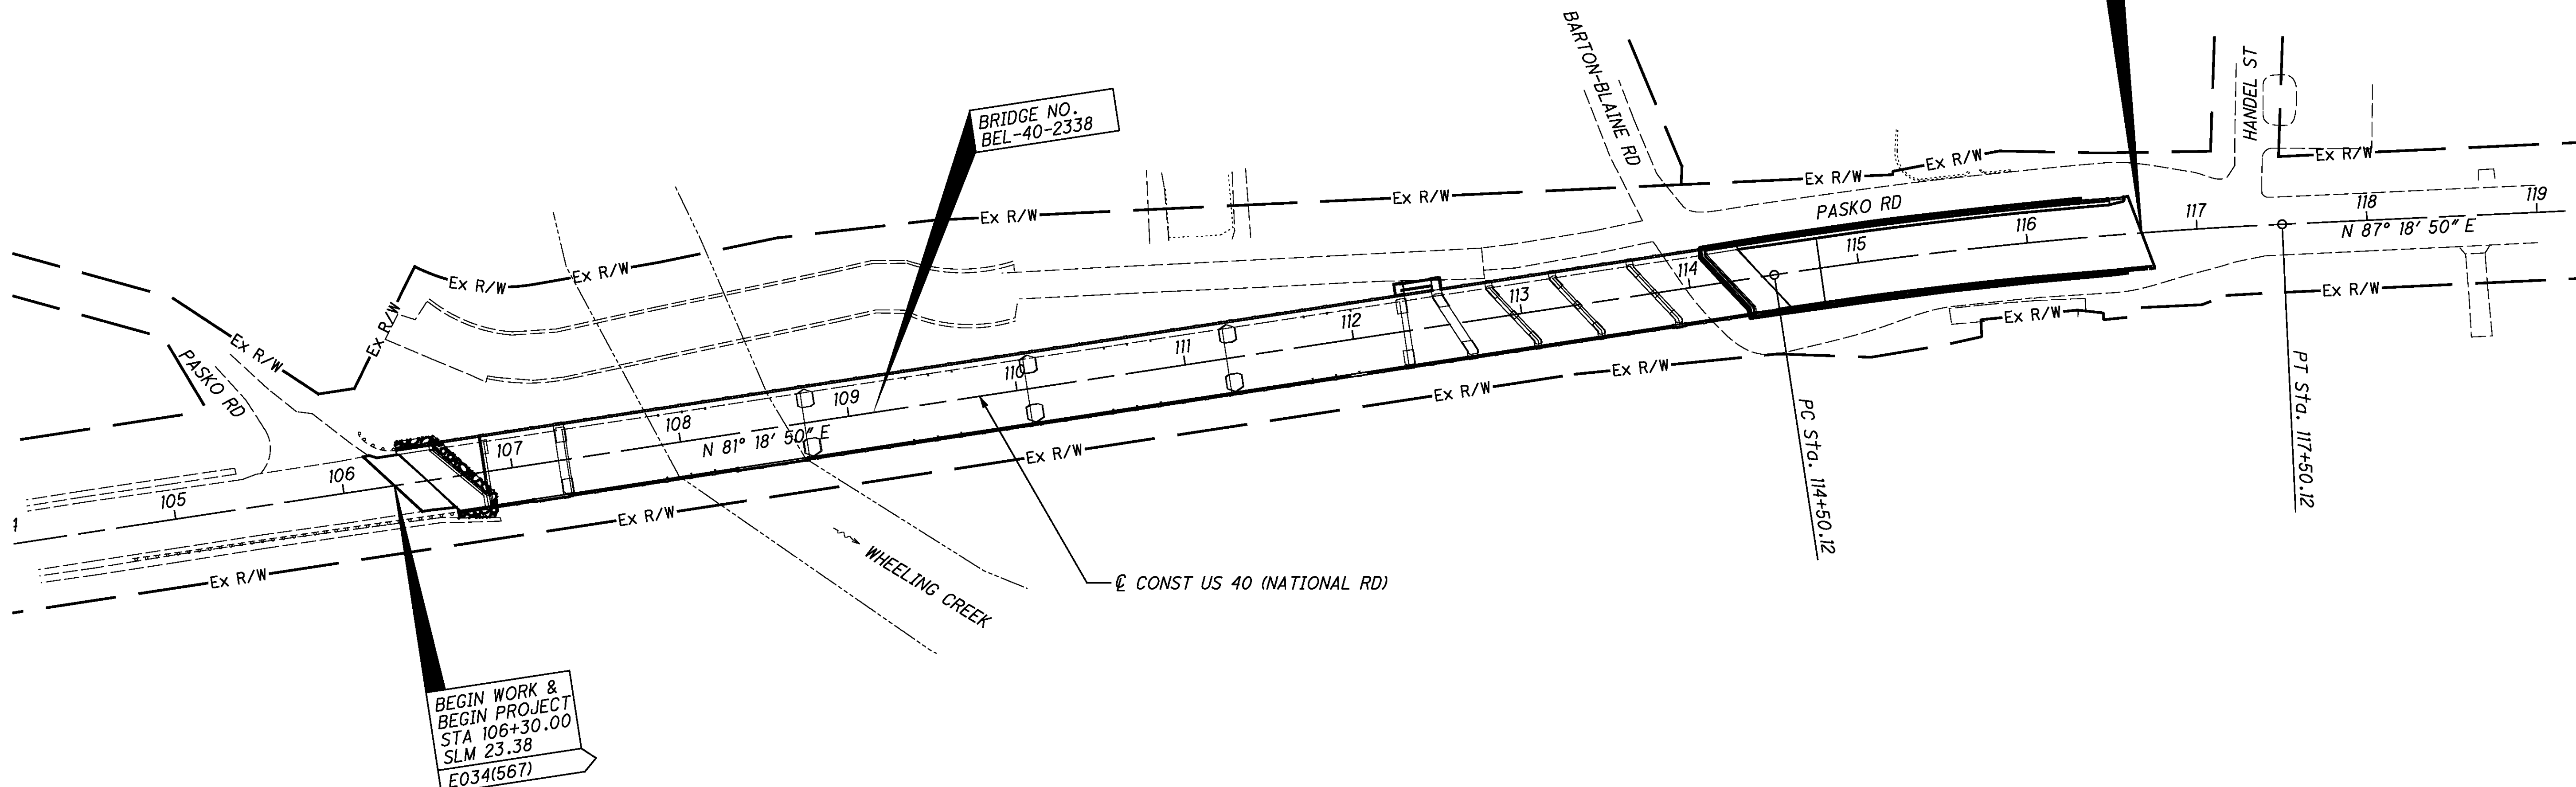 BARTON-BLAINE RD
HANDEL ST
BRIDGE NO.
BEL-40-2338
Ex R/W
Ex R/W
Ex R/W
Ex R/W
Ex R/W
Ex R/W
Ex R/W
Ex R/W
Ex R/W
PASKO RD
116
117
118
119
N 87° 18' 50" E
115
114
113
112
111
110
109
108
107
106
105
N 81° 18' 50" E
PASKO RD
Ex R/W
Ex R/W
Ex R/W
Ex R/W
Ex R/W
Ex R/W
Ex R/W
PC Sta. 114+50.12
PT Sta. 117+50.12
WHEELING CREEK
℄ CONST US 40 (NATIONAL RD)
BEGIN WORK &
BEGIN PROJECT
STA 106+30.00
SLM 23.38
E034(567)